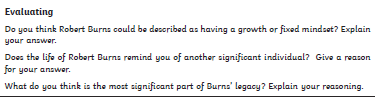 Evaluating
Do you think Robert Burns could be described as having a growth or fixed mindset? Explain
your answer.
Does the life of Robert Burns remind you of another significant individual? Give a reason
for your answer.
What do you think is the most significant part of Burns' legacy? Explain your reasoning.